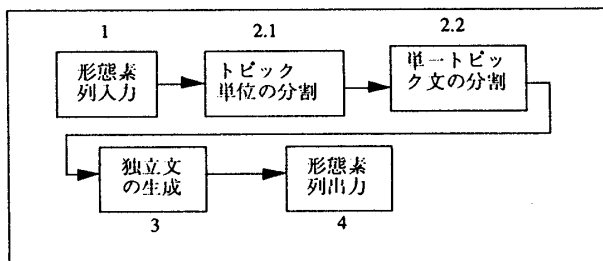 1
2.1
2.2
形態素
列入力
トピック
単位の分割
単一トピッ
ク文の分割
独立文
の生成
形態素
列出力
3
4